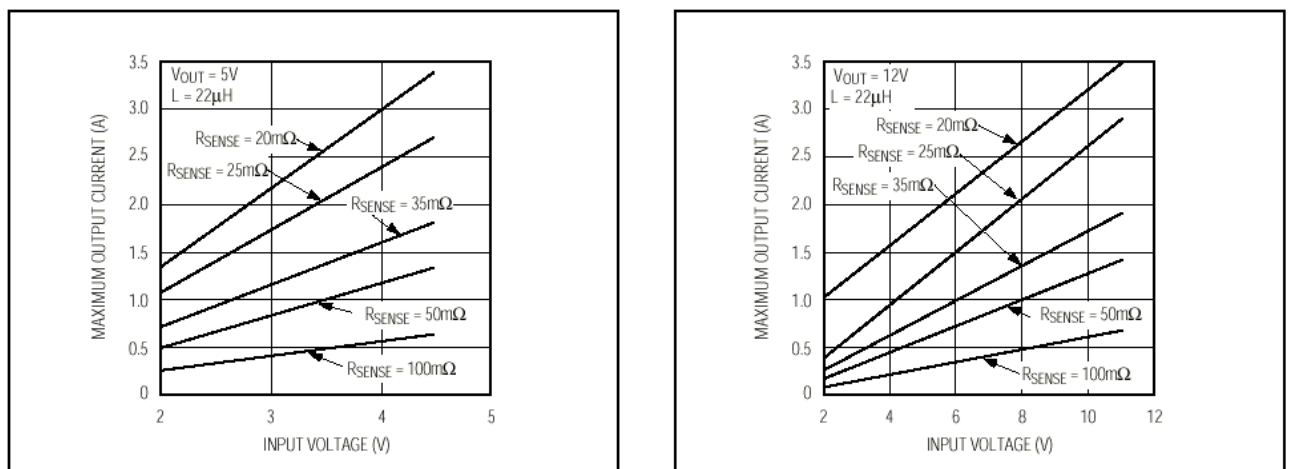 MAXIMUM OUTPUT CURRENT (A)
3.5
3.0
2.5
2.0
1.5
1.0
0.5
0
VOUT = 5V
L = 22µH
RSENSE = 20mΩ
RSENSE = 25mΩ
RSENSE = 35mΩ
RSENSE = 50mΩ
RSENSE = 100mΩ
2 3 4 5
INPUT VOLTAGE (V)
MAXIMUM OUTPUT CURRENT (A)
3.5
3.0
2.5
2.0
1.5
1.0
0.5
0
VOUT = 12V
L = 22µH
RSENSE = 20mΩ
RSENSE = 25mΩ
RSENSE = 35mΩ
RSENSE = 50mΩ
RSENSE = 100mΩ
2 4 6 8 10 12
INPUT VOLTAGE (V)